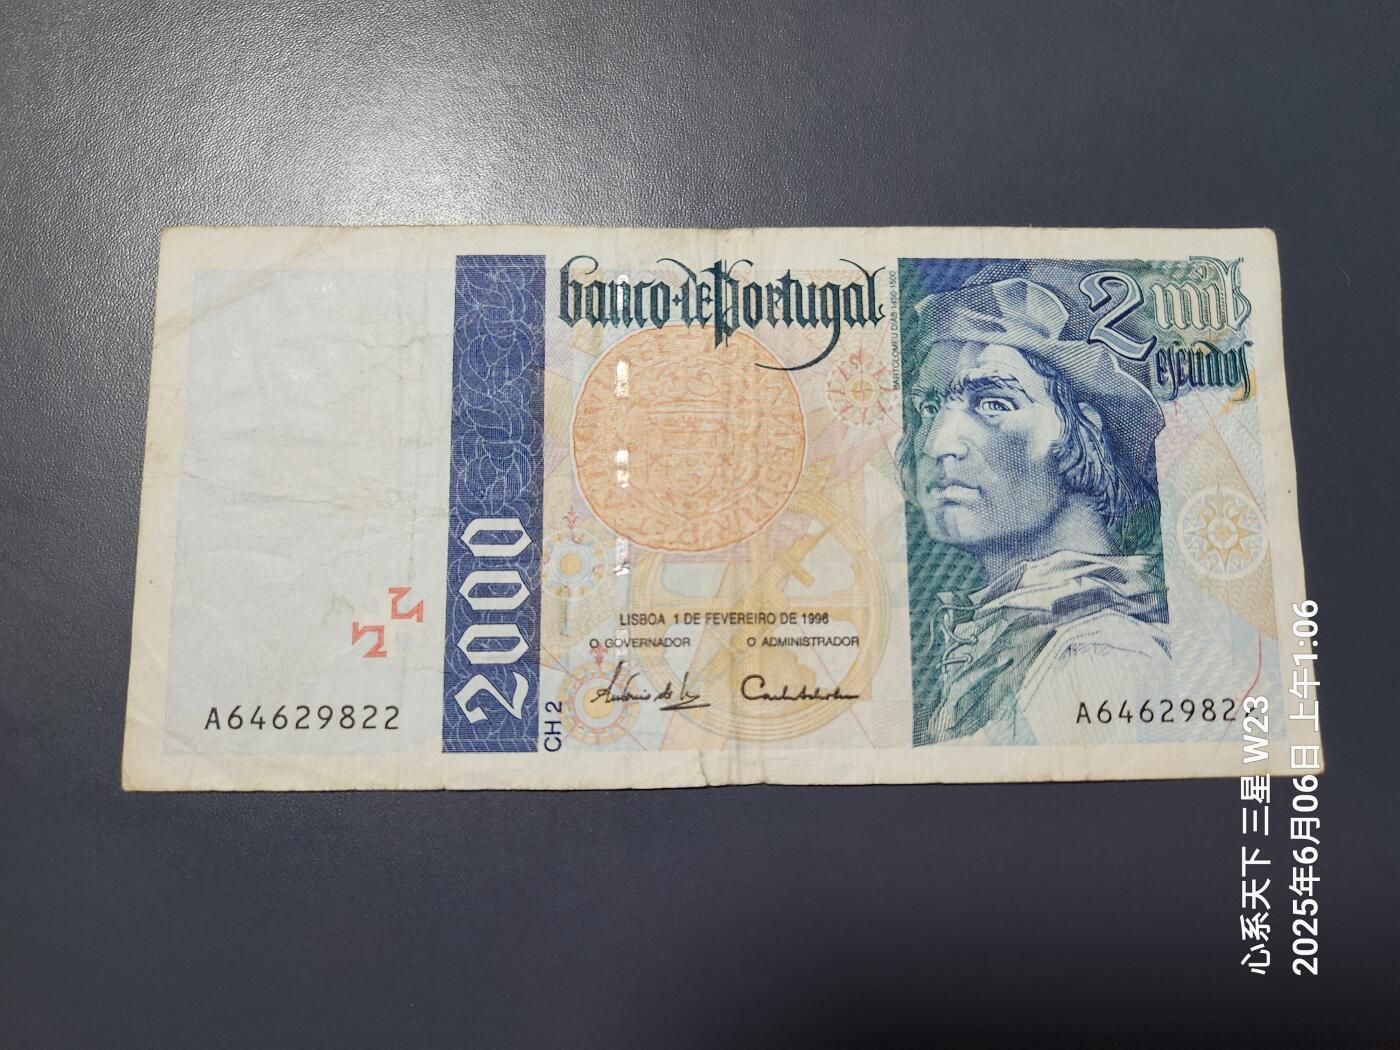 banco de Portugal
BARTOLOMEU DIAS 1450-1500
2 mil
escudos
2000
CH 2
LISBOA 1 DE FEVEREIRO DE 1996
O GOVERNADOR O ADMINISTRADOR
A64629822
A64629822
心系天下 三星 W23
2025年6月06日 上午1:06